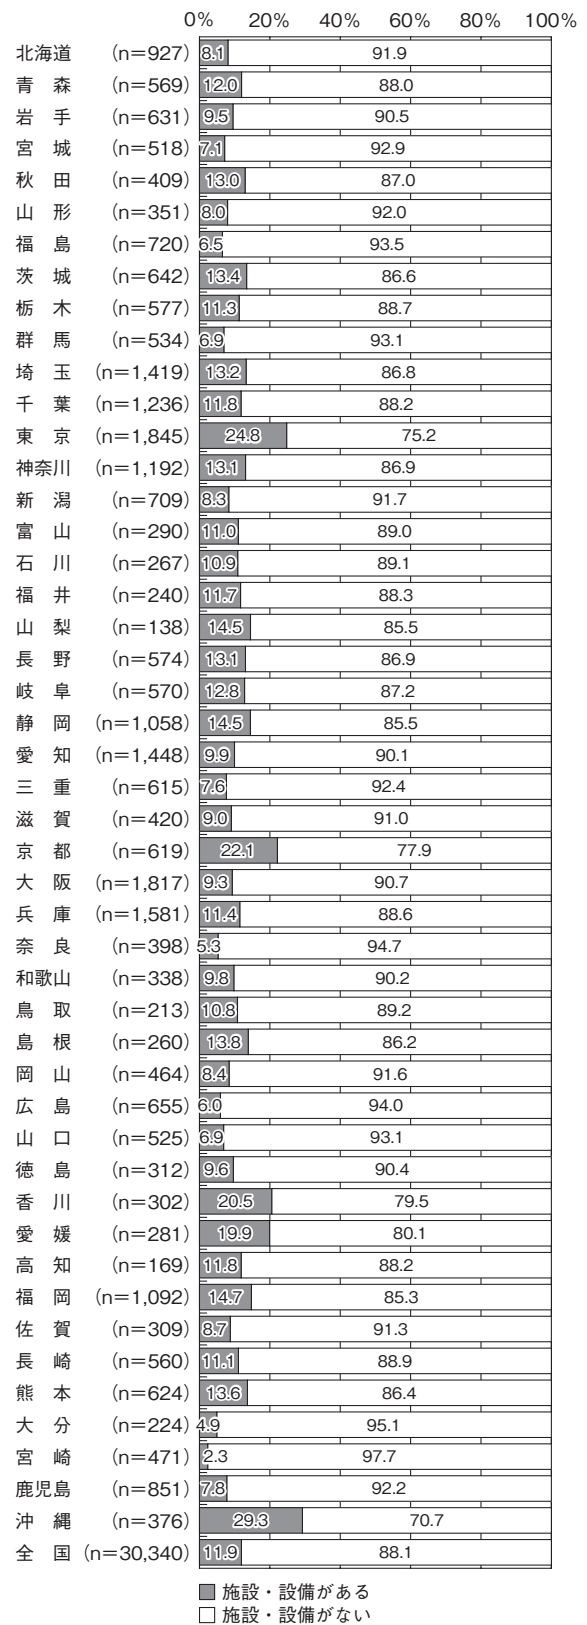 0% 20% 40% 60% 80% 100%
北海道 (n＝927) 8.1 91.9
青 森 (n＝569) 12.0 88.0
岩 手 (n＝631) 9.5 90.5
宮 城 (n＝518) 7.1 92.9
秋 田 (n＝409) 13.0 87.0
山 形 (n＝351) 8.0 92.0
福 島 (n＝720) 6.5 93.5
茨 城 (n＝642) 13.4 86.6
栃 木 (n＝577) 11.3 88.7
群 馬 (n＝534) 6.9 93.1
埼 玉 (n＝1,419) 13.2 86.8
千 葉 (n＝1,236) 11.8 88.2
東 京 (n＝1,845) 24.8 75.2
神奈川 (n＝1,192) 13.1 86.9
新 潟 (n＝709) 8.3 91.7
富 山 (n＝290) 11.0 89.0
石 川 (n＝267) 10.9 89.1
福 井 (n＝240) 11.7 88.3
山 梨 (n＝138) 14.5 85.5
長 野 (n＝574) 13.1 86.9
岐 阜 (n＝570) 12.8 87.2
静 岡 (n＝1,058) 14.5 85.5
愛 知 (n＝1,448) 9.9 90.1
三 重 (n＝615) 7.6 92.4
滋 賀 (n＝420) 9.0 91.0
京 都 (n＝619) 22.1 77.9
大 阪 (n＝1,817) 9.3 90.7
兵 庫 (n＝1,581) 11.4 88.6
奈 良 (n＝398) 5.3 94.7
和歌山 (n＝338) 9.8 90.2
鳥 取 (n＝213) 10.8 89.2
島 根 (n＝260) 13.8 86.2
岡 山 (n＝464) 8.4 91.6
広 島 (n＝655) 6.0 94.0
山 口 (n＝525) 6.9 93.1
徳 島 (n＝312) 9.6 90.4
香 川 (n＝302) 20.5 79.5
愛 媛 (n＝281) 19.9 80.1
高 知 (n＝169) 11.8 88.2
福 岡 (n＝1,092) 14.7 85.3
佐 賀 (n＝309) 8.7 91.3
長 崎 (n＝560) 11.1 88.9
熊 本 (n＝624) 13.6 86.4
大 分 (n＝224) 4.9 95.1
宮 崎 (n＝471) 2.3 97.7
鹿児島 (n＝851) 7.8 92.2
沖 縄 (n＝376) 29.3 70.7
全 国 (n＝30,340) 11.9 88.1
施設・設備がある
施設・設備がない